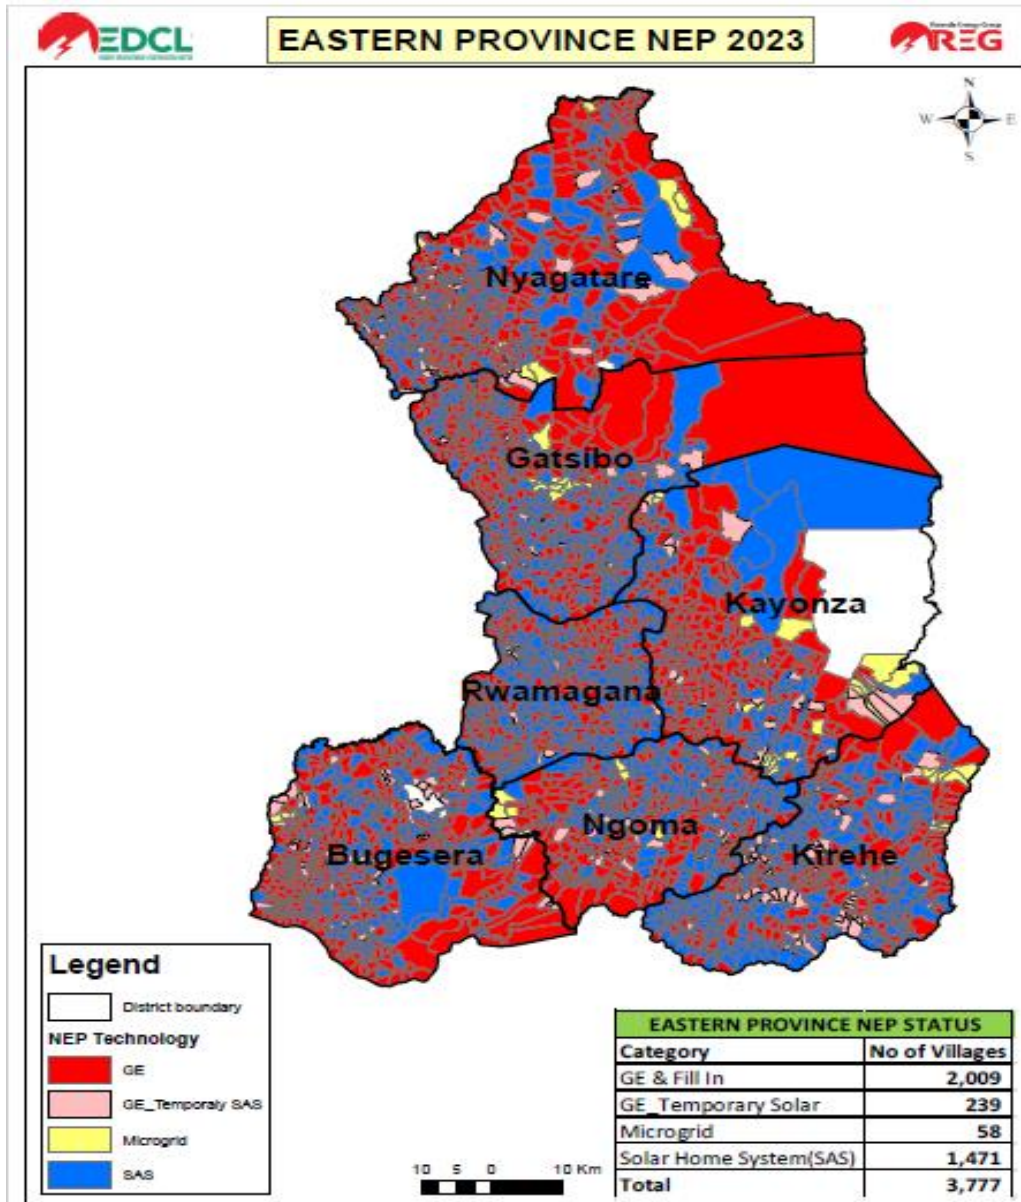 EDCL
EASTERN PROVINCE NEP 2023
REG
N
W E
S
Nyagatare
Gatsibo
Kayonza
Rwamagana
Ngoma
Bugesera
Kirehe
Legend
District boundary
NEP Technology
GE
GE_Temporaly SAS
Microgrid
SAS
10 5 0 10 Km
EASTERN PROVINCE NEP STATUS
Category No of Villages
GE & Fill In 2,009
GE_Temporary Solar 239
Microgrid 58
Solar Home System(SAS) 1,471
Total 3,777